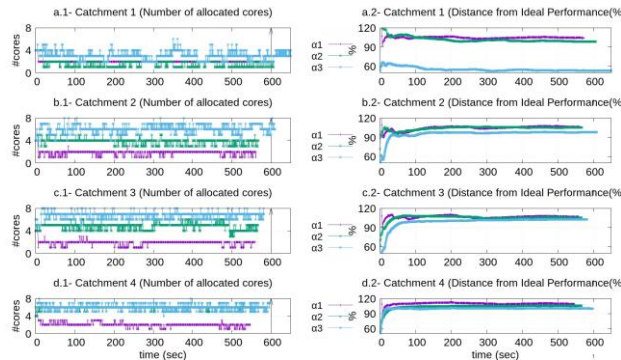 a.1- Catchment 1 (Number of allocated cores)
a.2- Catchment 1 (Distance from Ideal Performance(%
#cores
8
4
0
0 100 200 300 400 500 600
α1
α2
α3
%
120
90
60
0 100 200 300 400 500 600
b.1- Catchment 2 (Number of allocated cores)
b.2- Catchment 2 (Distance from Ideal Performance(%
#cores
8
4
0
0 100 200 300 400 500 600
α1
α2
α3
%
120
90
60
0 100 200 300 400 500 600
c.1- Catchment 3 (Number of allocated cores)
c.2- Catchment 3 (Distance from Ideal Performance(%
#cores
8
4
0
0 100 200 300 400 500 600
α1
α2
α3
%
120
90
60
0 100 200 300 400 500 600
d.1- Catchment 4 (Number of allocated cores)
d.2- Catchment 4 (Distance from Ideal Performance(%
#cores
8
4
0
0 100 200 300 400 500 600
time (sec)
α1
α2
α3
%
120
90
60
0 100 200 300 400 500 600
time (sec)